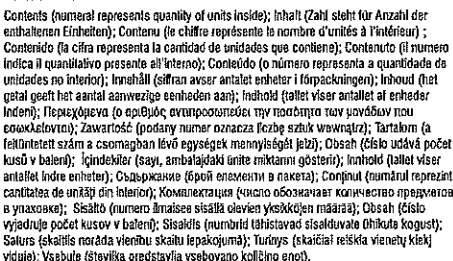 Contents (numeral represents quantity of units inside); Inhalt (Zahl steht für Anzahl der
enthaltenen Einheiten); Contenu (le chiffre représente le nombre d'unités à l'intérieur) ;
Contenido (la cifra representa la cantidad de unidades que contiene); Contenuto (il numero
indica il quantitativo presente all'interno); Conteúdo (o número representa a quantidade de
unidades no interior); Innehåll (siffran avser antalet enheter i förpackningen); Inhoud (het
getal geeft het aantal aanwezige eenheden aan); Indhold (tallet viser antallet af enheder
indeni); Περιεχόμενα (ο αριθμός αντιπροσωπεύει την ποσότητα των μονάδων που
εσωκλείονται); Zawartość (podany numer oznacza liczbę sztuk wewnątrz); Tartalom (a
feltüntetett szám a csomagban lévő egységek mennyiségét jelzi); Obsah (číslo udává počet
kusů v balení); İçindekiler (sayı, ambalajdaki ünite miktarını gösterir); Innhold (tallet viser
antallet indre enheter); Съдържание (брой елементи в пакета); Conţinut (numărul reprezint
cantitatea de unităţi din interior); Комплектация (число обозначает количество предметов
в упаковке); Sisältö (numero ilmaisee sisällä olevien yksikköjen määrää); Obsah (číslo
vyjadruje počet kusov v balení); Sisaldis (numbrid tähistavad sisalduvate ühikute kogust);
Saturs (skaitlis norāda vienību skaitu iepakojumā); Turinys (skaičiai reiškia vienetų kiekį
viduje); Vsebule (številka predstavlja vsebovano količino enot).